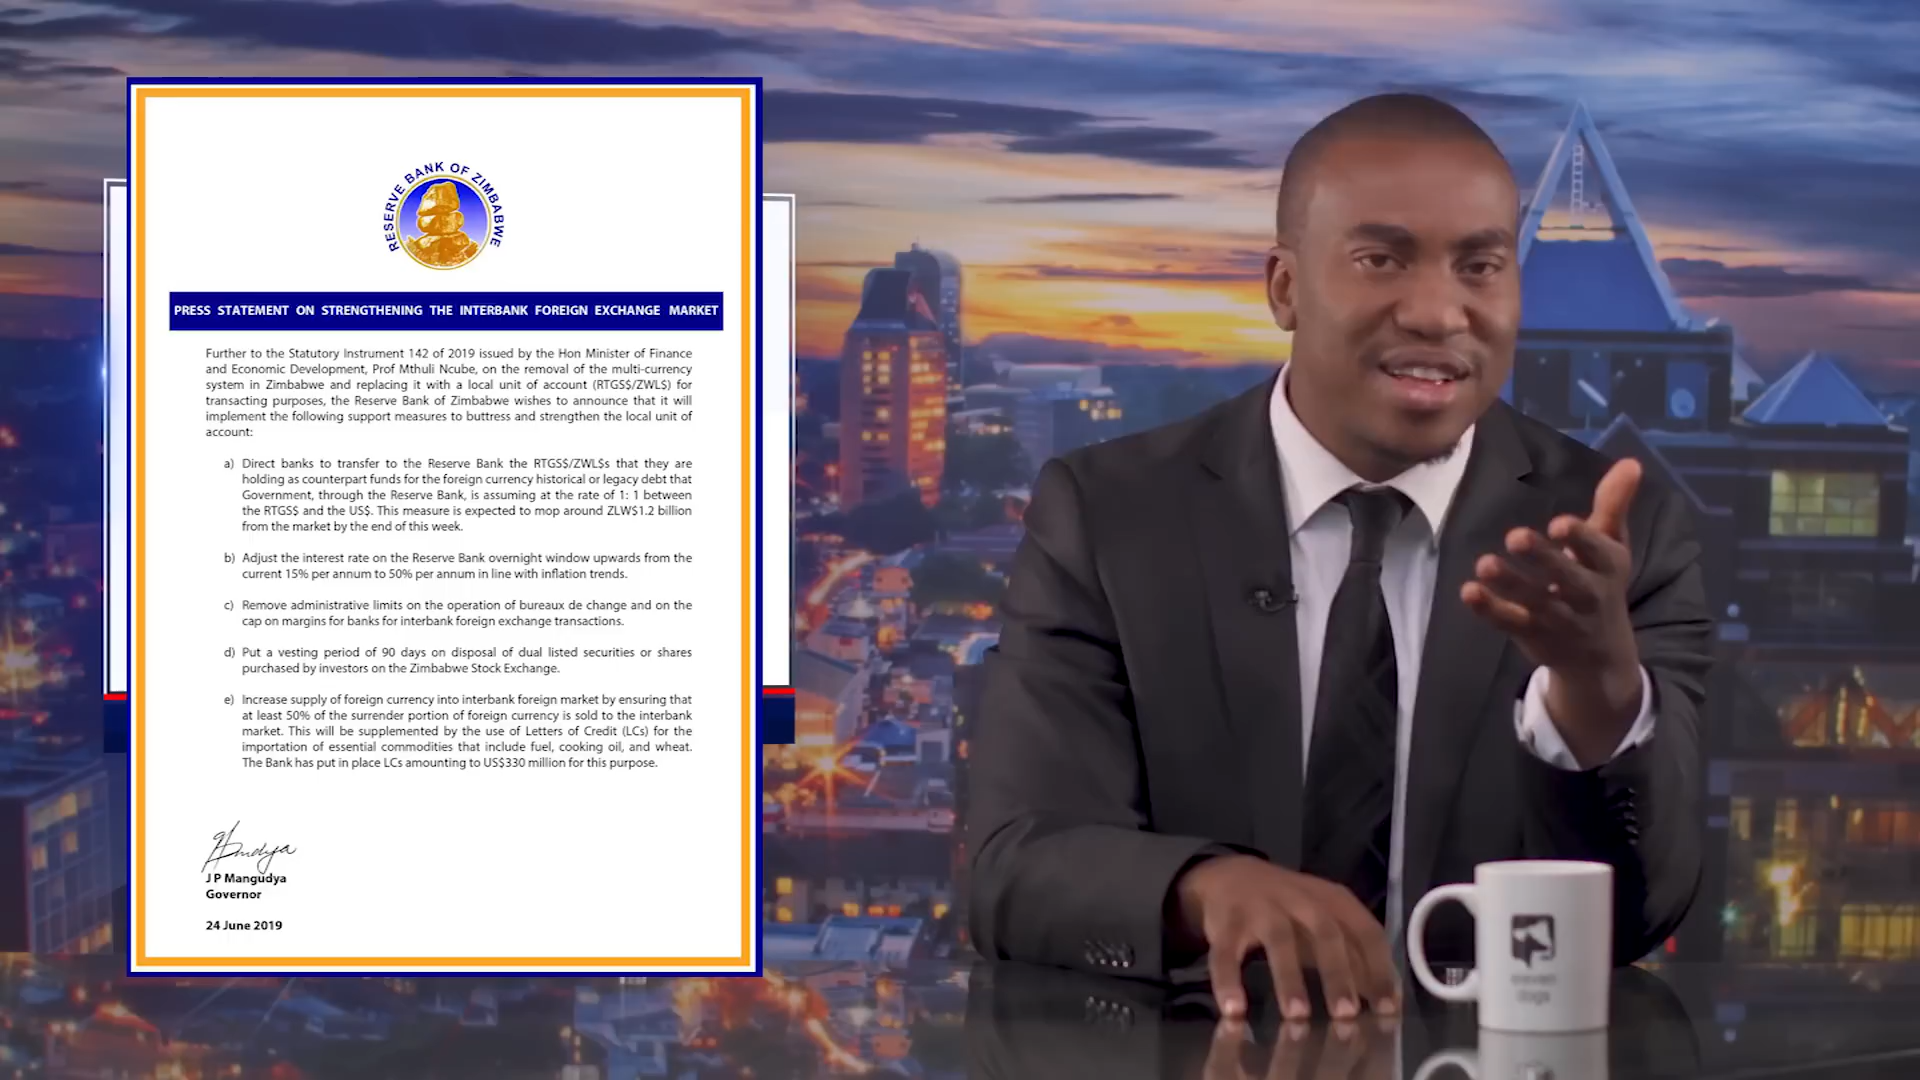 RESERVE BANK OF ZIMBABWE
PRESS STATEMENT ON STRENGTHENING THE INTERBANK FOREIGN EXCHANGE MARKET
Further to the Statutory Instrument 142 of 2019 issued by the Hon Minister of Finance
and Economic Development, Prof Mthuli Ncube, on the removal of the multi-currency
system in Zimbabwe and replacing it with a local unit of account (RTGS$/ZWL$) for
transacting purposes, the Reserve Bank of Zimbabwe wishes to announce that it will
implement the following support measures to buttress and strengthen the local unit of
account:
a) Direct banks to transfer to the Reserve Bank the RTGS$/ZWL$s that they are
holding as counterpart funds for the foreign currency historical or legacy debt that
Government, through the Reserve Bank, is assuming at the rate of 1: 1 between
the RTGS$ and the US$. This measure is expected to mop around ZLW$1.2 billion
from the market by the end of this week.
b) Adjust the interest rate on the Reserve Bank overnight window upwards from the
current 15% per annum to 50% per annum in line with inflation trends.
c) Remove administrative limits on the operation of bureaux de change and on the
cap on margins for banks for interbank foreign exchange transactions.
d) Put a vesting period of 90 days on disposal of dual listed securities or shares
purchased by investors on the Zimbabwe Stock Exchange.
e) Increase supply of foreign currency into interbank foreign market by ensuring that
at least 50% of the surrender portion of foreign currency is sold to the interbank
market. This will be supplemented by the use of Letters of Credit (LCs) for the
importation of essential commodities that include fuel, cooking oil, and wheat.
The Bank has put in place LCs amounting to US$330 million for this purpose.
J P Mangudya
Governor
24 June 2019
dogs